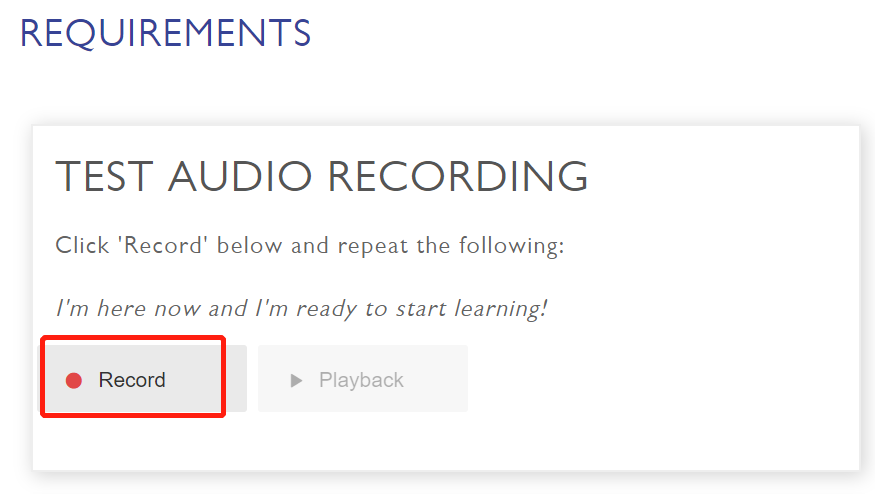 REQUIREMENTS
TEST AUDIO RECORDING
Click 'Record' below and repeat the following:
I'm here now and I'm ready to start learning!
Record
Playback